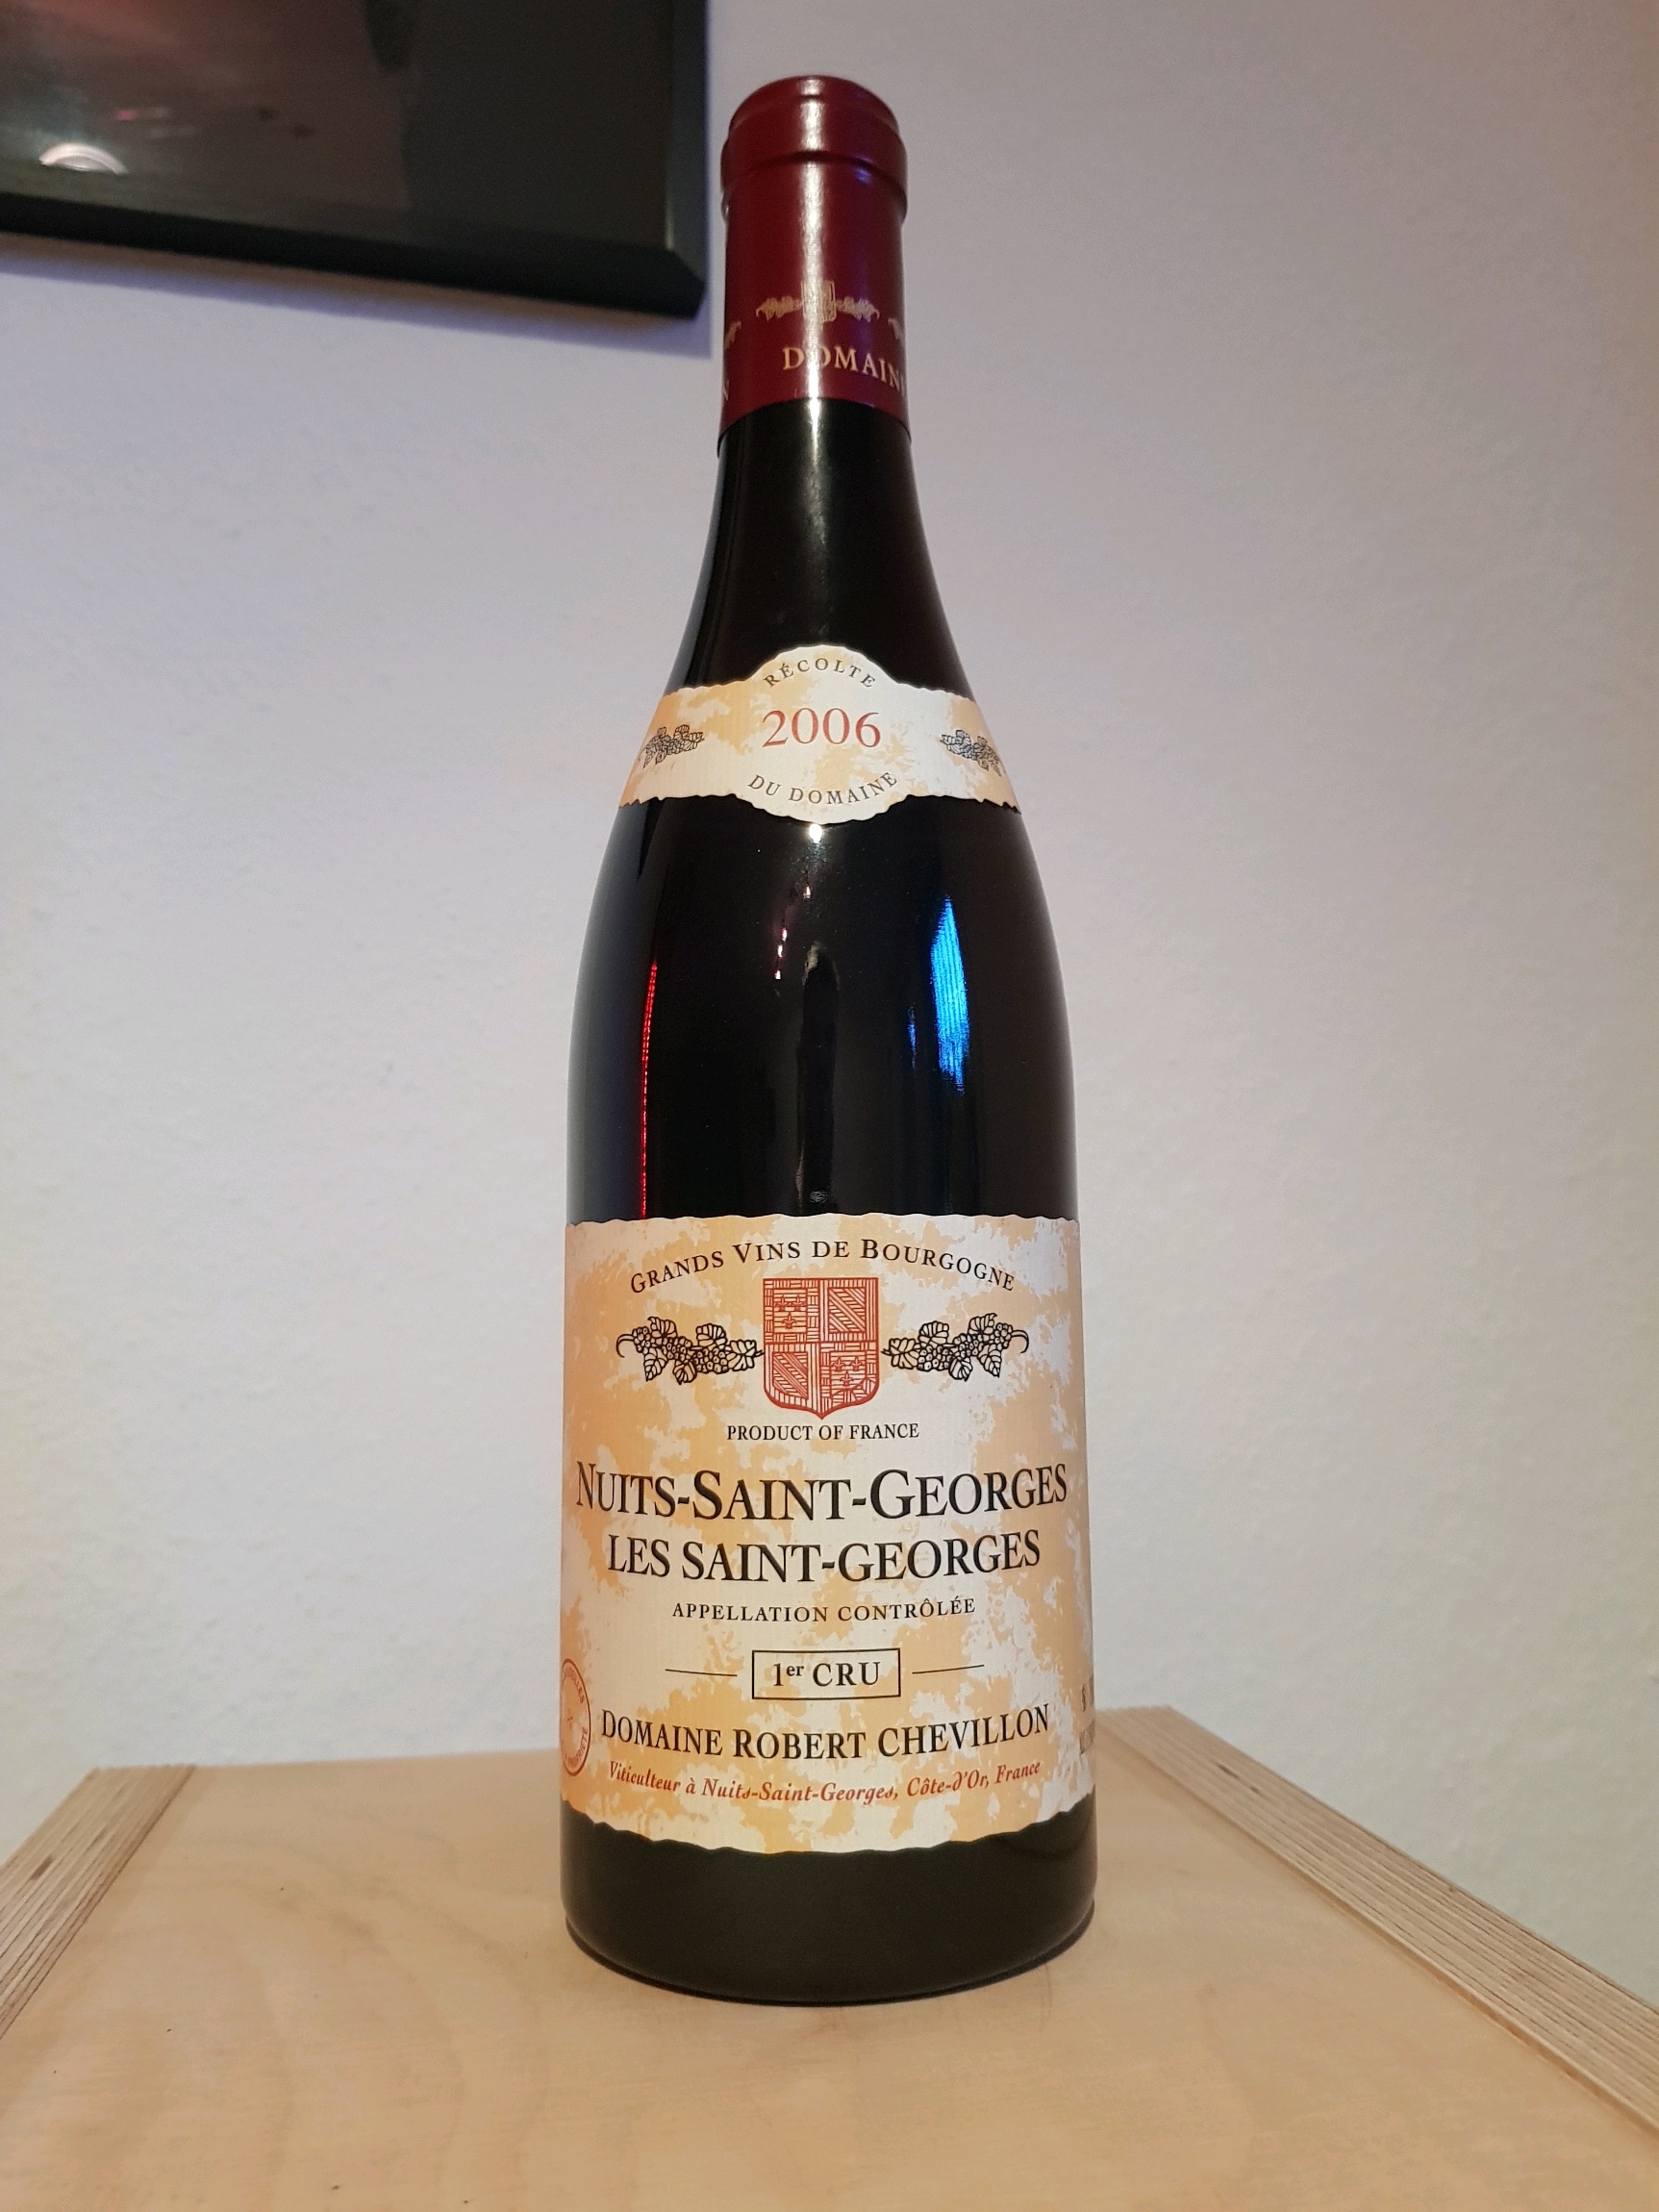 DOMAINE
RÉCOLTE
2006
DU DOMAINE
GRANDS VINS DE BOURGOGNE
PRODUCT OF FRANCE
NUITS-SAINT-GEORGES
LES SAINT-GEORGES
APPELLATION CONTRÔLÉE
1er CRU
DOMAINE ROBERT CHEVILLON
Viticulteur à Nuits-Saint-Georges, Côte-d'Or, France